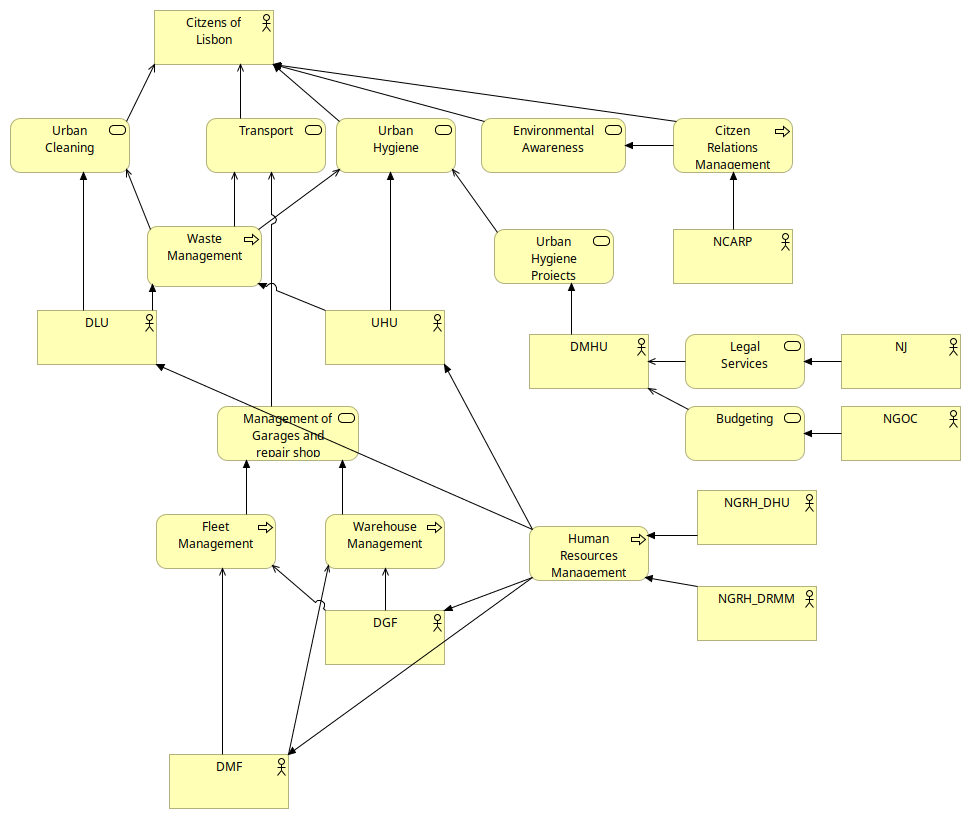 Citzens of
Lisbon
Urban
Cleaning
Transport
Urban
Hygiene
Environmental
Awareness
Citzen
Relations
Management
Waste
Management
Urban
Hygiene
Projects
NCARP
DLU
UHU
DMHU
Legal
Services
NJ
Management of
Garages and
repair shop
Budgeting
NGOC
Fleet
Management
Warehouse
Management
Human
Resources
Management
NGRH_DHU
NGRH_DRMM
DGF
DMF